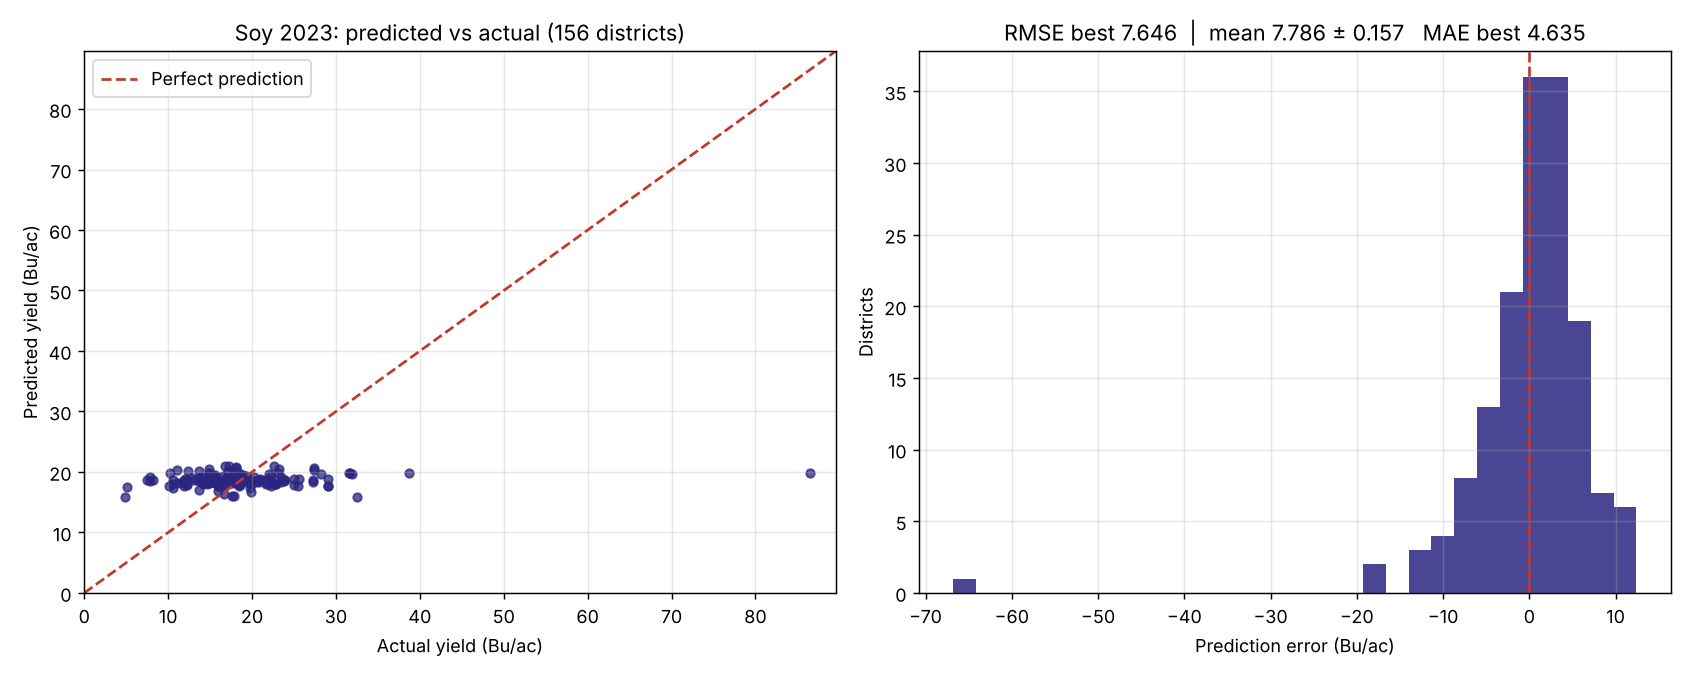 Soy 2023: predicted vs actual (156 districts)
Perfect prediction
Predicted yield (Bu/ac)
80
70
60
50
40
30
20
10
0
0 10 20 30 40 50 60 70 80
Actual yield (Bu/ac)
RMSE best 7.646 | mean 7.786 ± 0.157 MAE best 4.635
Districts
35
30
25
20
15
10
5
0
−70 −60 −50 −40 −30 −20 −10 0 10
Prediction error (Bu/ac)